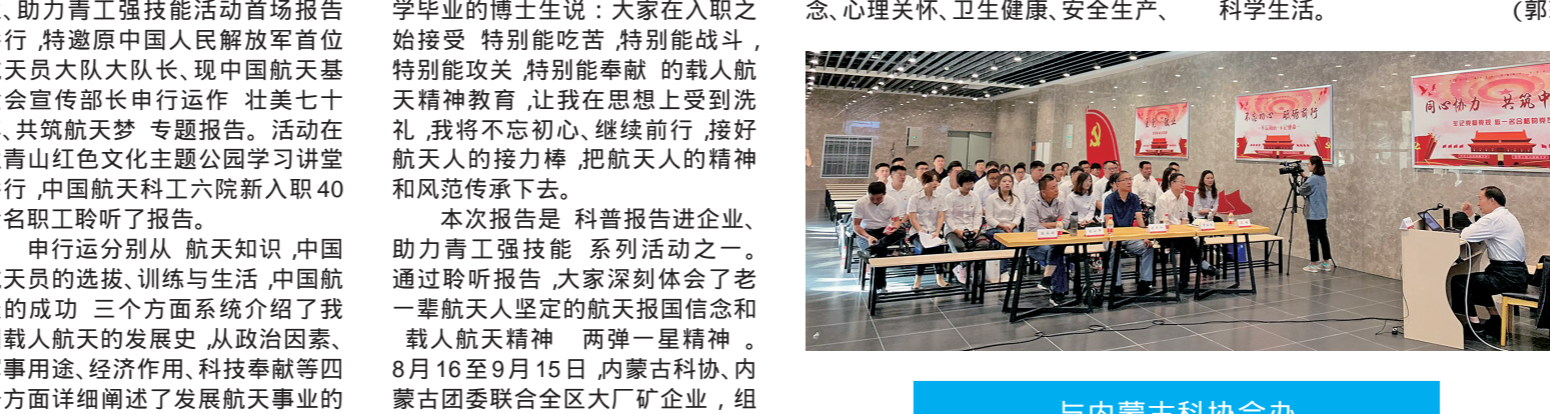 、助力青工强技能活动首场报告
行,特邀原中国人民解放军首位
天员大队大队长、现中国航天基
会宣传部长申行运作 壮美七十
、共筑航天梦 专题报告。活动在
青山红色文化主题公园学习讲堂
行,中国航天科工六院新入职40
名职工聆听了报告。
申行运分别从 航天知识,中国
天员的选拔、训练与生活,中国航
的成功 三个方面系统介绍了我
载人航天的发展史,从政治因素、
事用途、经济作用、科技奉献等四
方面详细阐述了发展航天事业的
学毕业的博士生说:大家在入职之
始接受 特别能吃苦,特别能战斗,
特别能攻关,特别能奉献 的载人航
天精神教育,让我在思想上受到洗
礼,我将不忘初心、继续前行,接好
航天人的接力棒,把航天人的精神
和风范传承下去。
本次报告是 科普报告进企业、
助力青工强技能 系列活动之一。
通过聆听报告,大家深刻体会了老
一辈航天人坚定的航天报国信念和
载人航天精神 两弹一星精神 。
8月16至9月15日,内蒙古科协、内
蒙古团委联合全区大厂矿企业,组
念、心理关怀、卫生健康、安全生产、
科学生活。
(郭
不忘初心 砥砺前行
同心协力 共筑中
与内蒙古科协合办